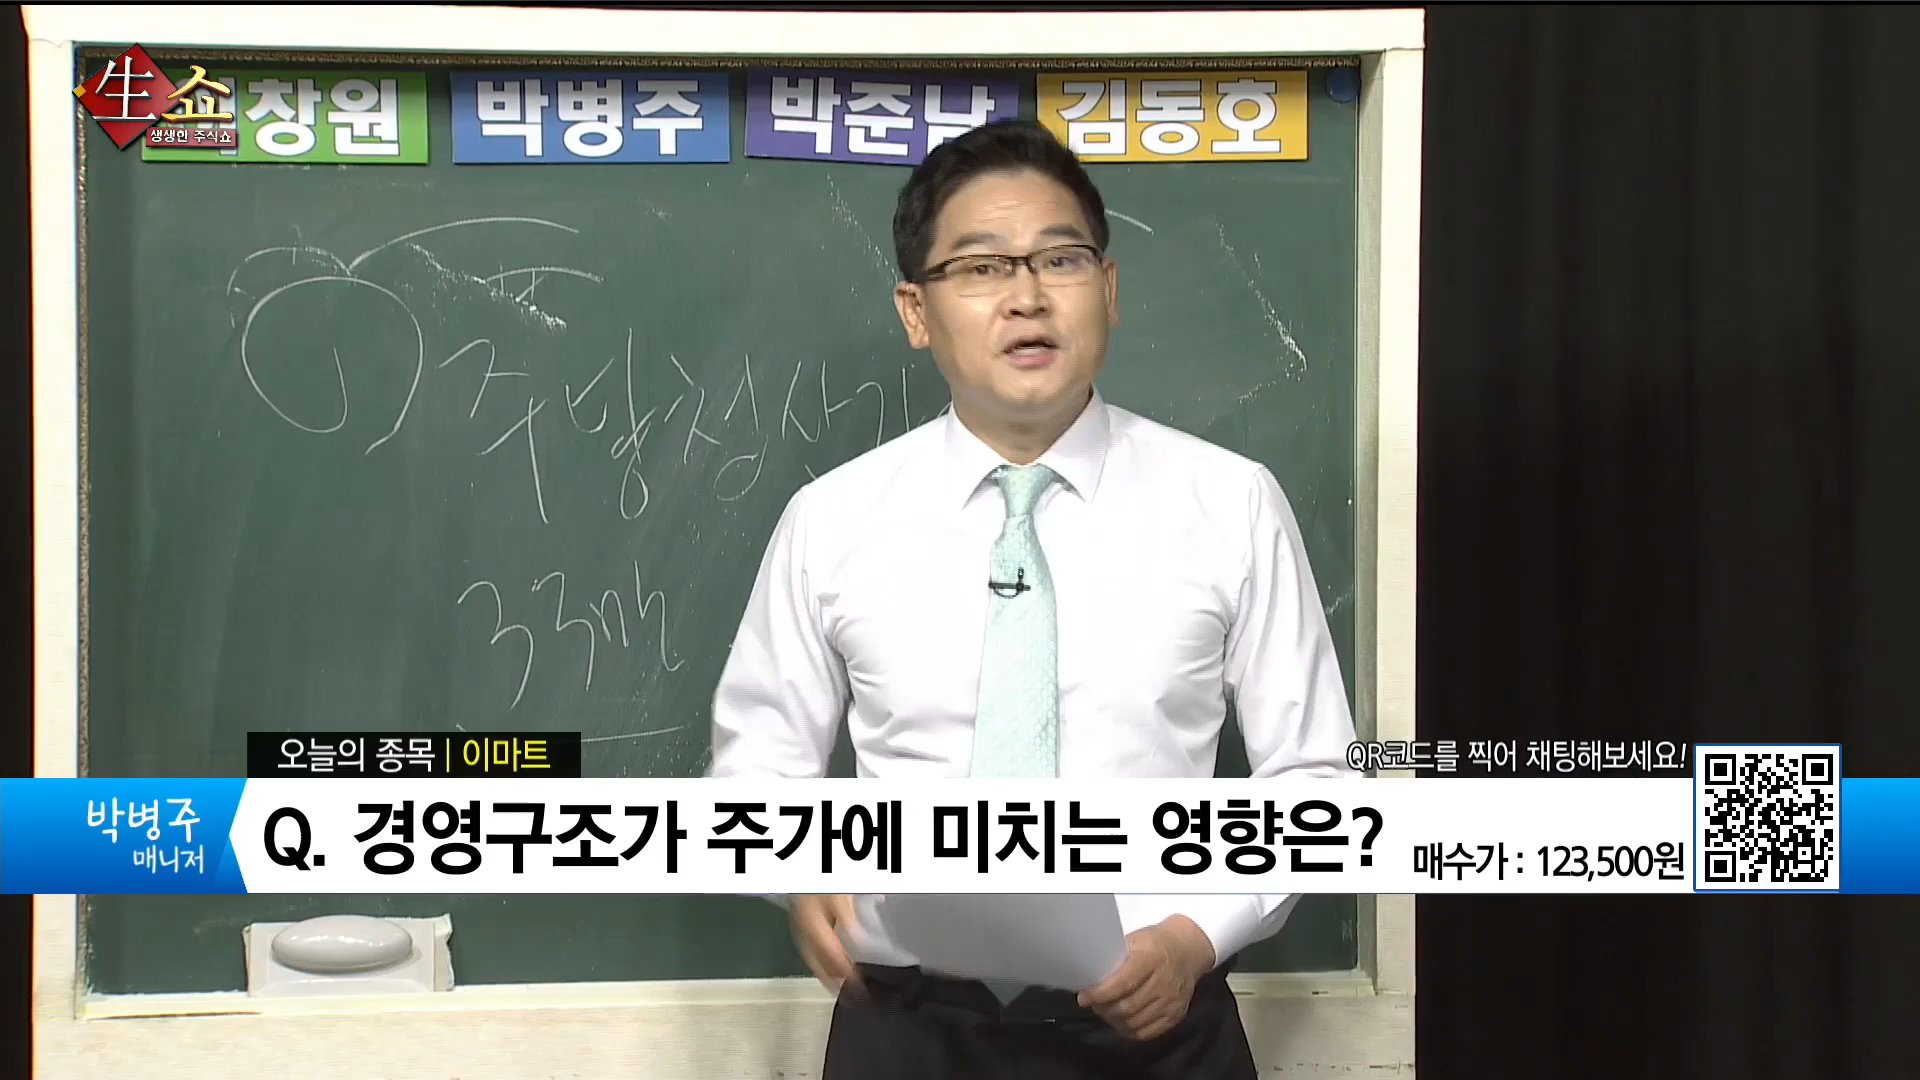 生쇼
생생한 주식쇼
창원
박병주
박준남
김동호
오늘의 종목 | 이마트
QR코드를 찍어 채팅해보세요!
박병주
매니저
Q. 경영구조가 주가에 미치는 영향은?
매수가 : 123,500원